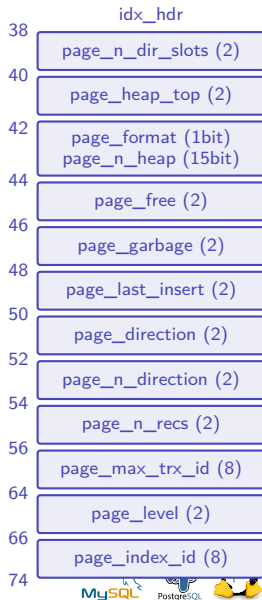 idx_hdr
38
page_n_dir_slots (2)
40
page_heap_top (2)
42
page_format (1bit)
page_n_heap (15bit)
44
page_free (2)
46
page_garbage (2)
48
page_last_insert (2)
50
page_direction (2)
52
page_n_direction (2)
54
page_n_recs (2)
56
page_max_trx_id (8)
64
page_level (2)
66
page_index_id (8)
74
MySQL PostgreSQL